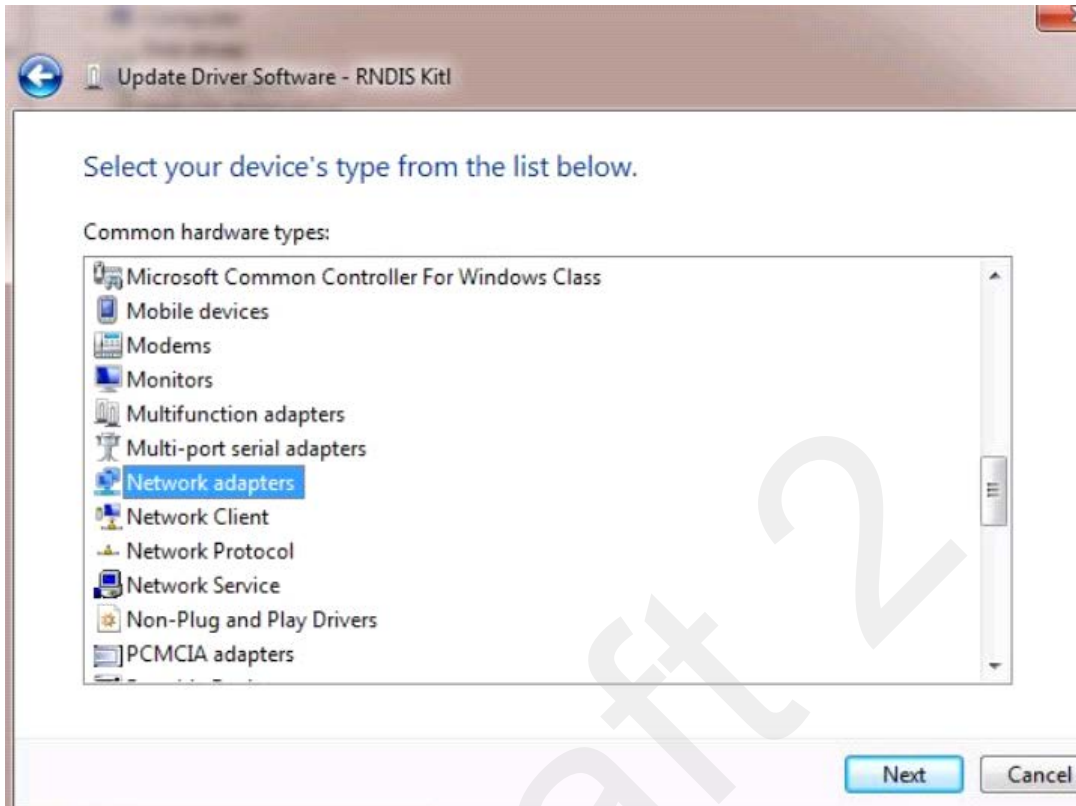 Update Driver Software - RNDIS Kitl
Select your device's type from the list below.
Common hardware types:
Microsoft Common Controller For Windows Class
Mobile devices
Modems
Monitors
Multifunction adapters
Multi-port serial adapters
Network adapters
Network Client
Network Protocol
Network Service
Non-Plug and Play Drivers
PCMCIA adapters
Next Cancel
aft 2